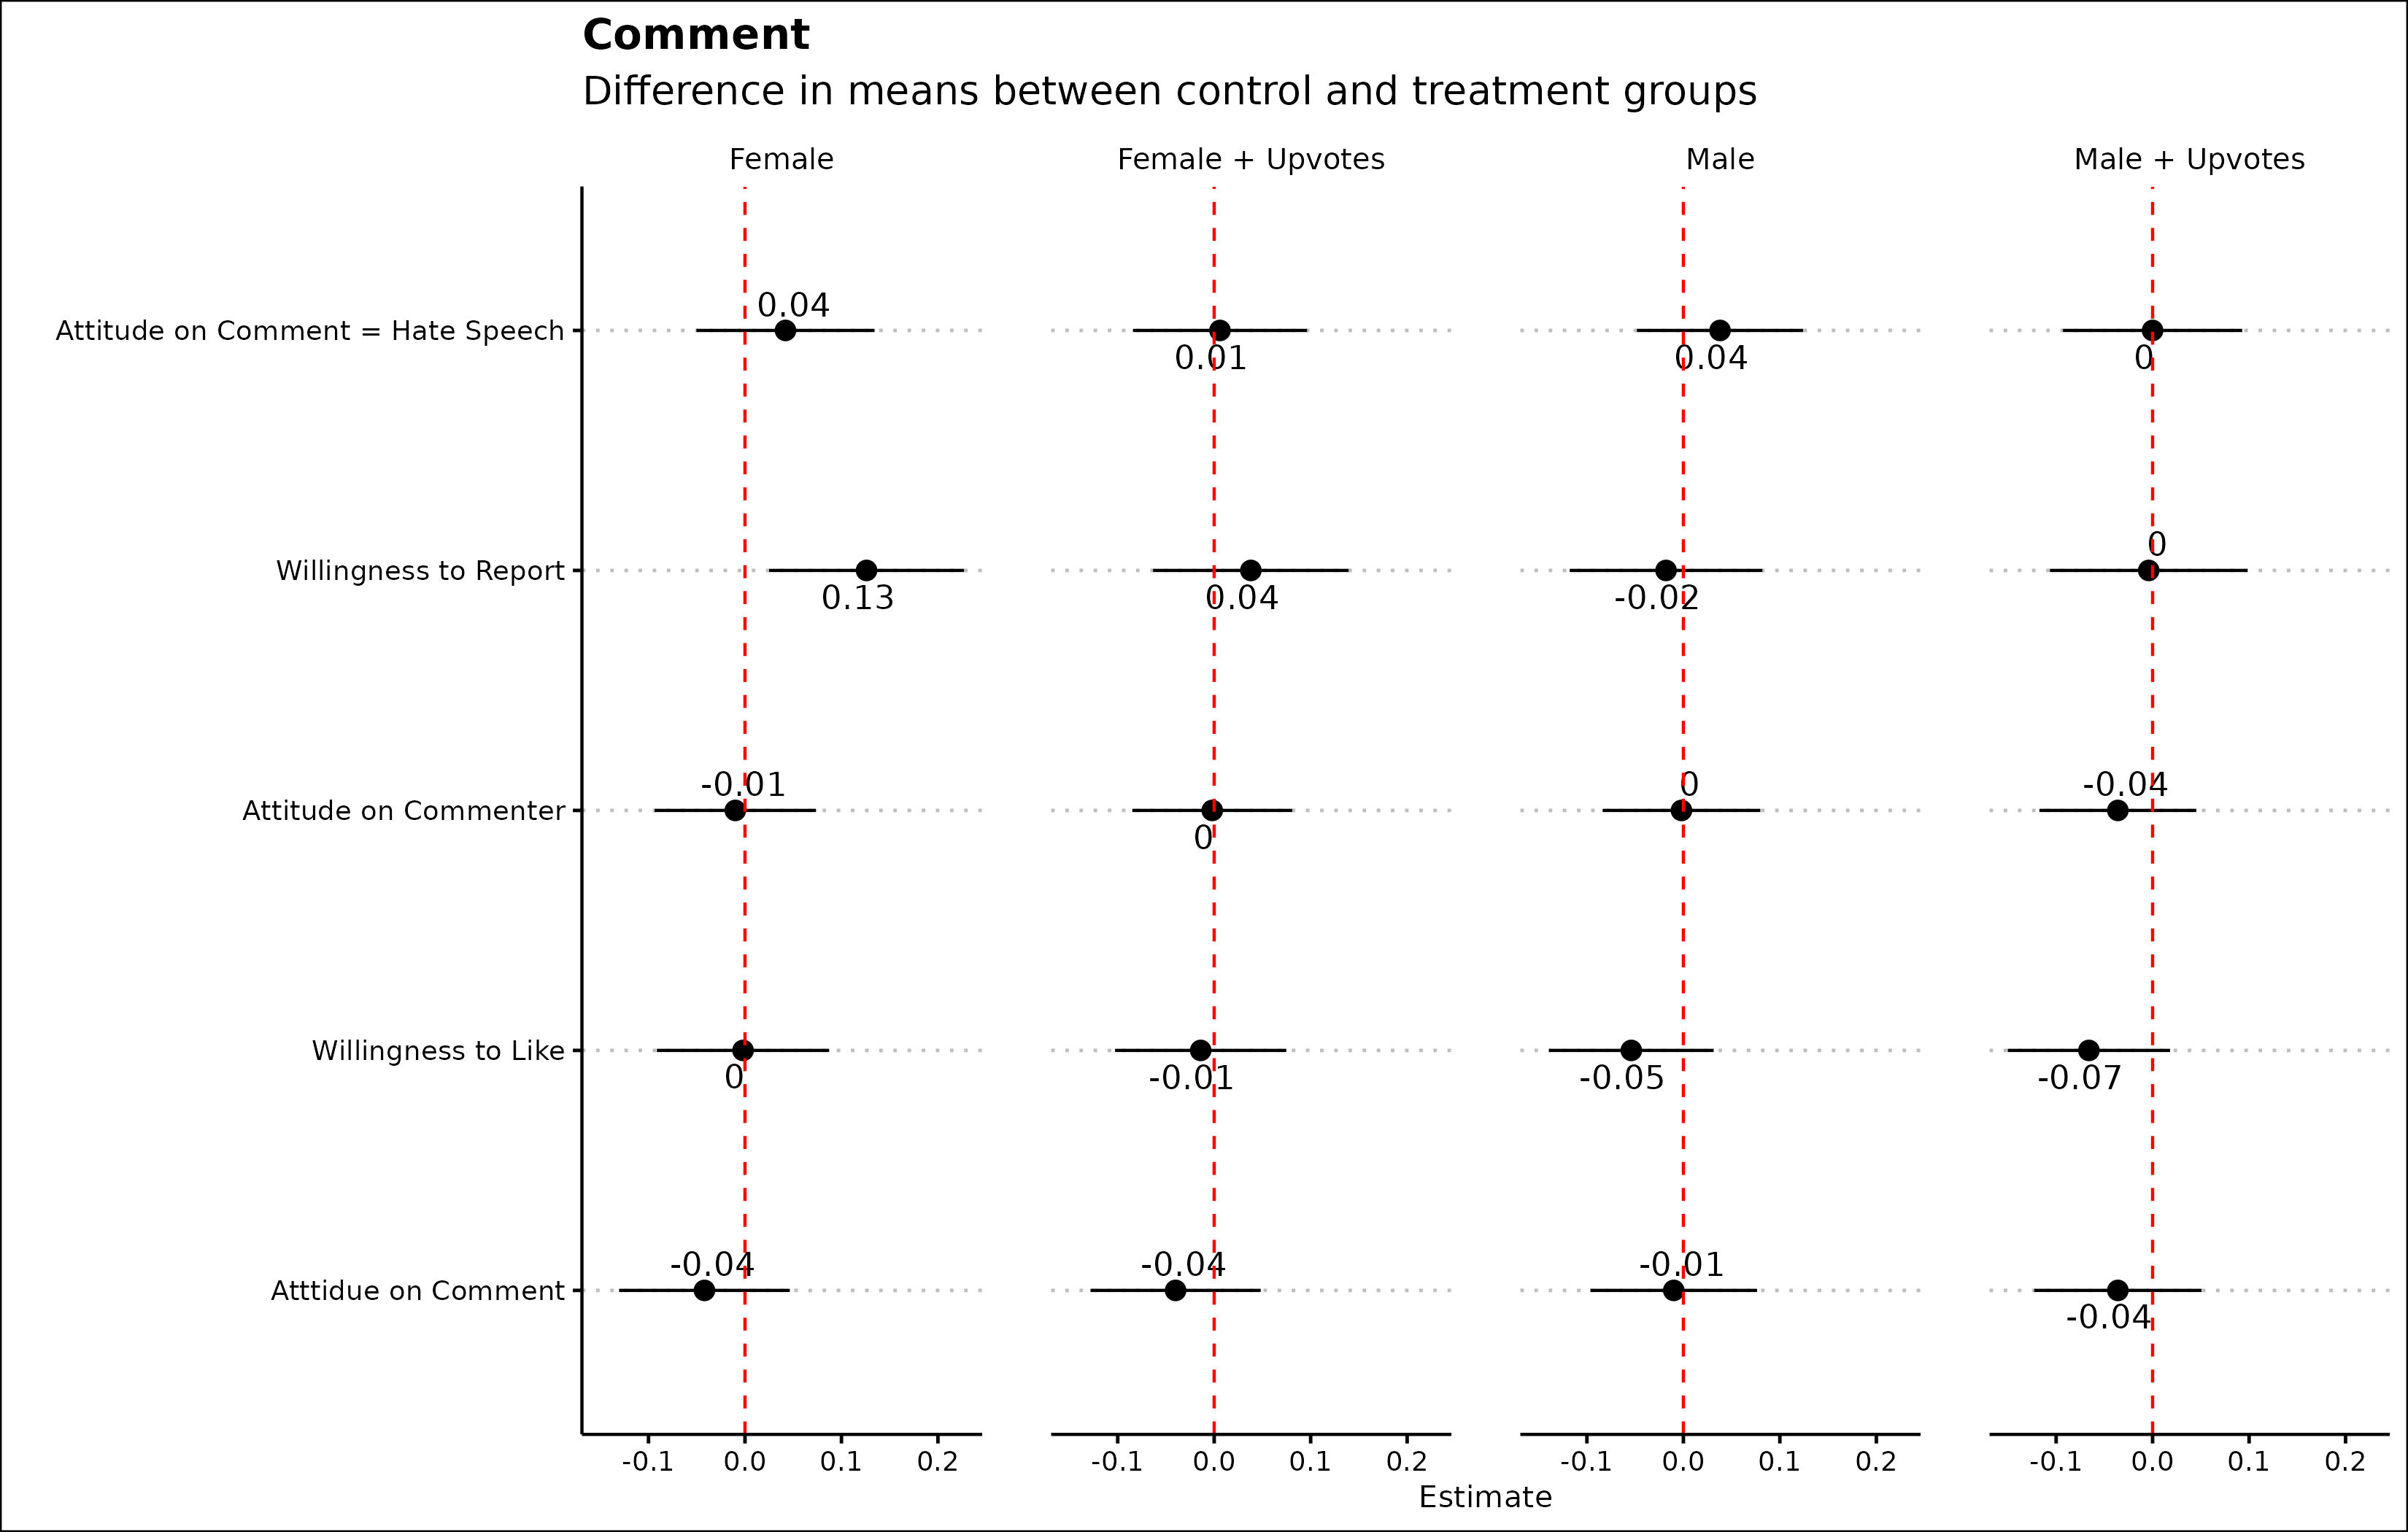 Comment
Difference in means between control and treatment groups
Female Female + Upvotes Male Male + Upvotes
Attitude on Comment = Hate Speech 0.04 0.01 0.04 0
Willingness to Report 0.13 0.04 -0.02 0
Attitude on Commenter -0.01 0 0 -0.04
Willingness to Like 0 -0.01 -0.05 -0.07
Atttidue on Comment -0.04 -0.04 -0.01 -0.04
-0.1 0.0 0.1 0.2 -0.1 0.0 0.1 0.2 -0.1 0.0 0.1 0.2 -0.1 0.0 0.1 0.2
Estimate